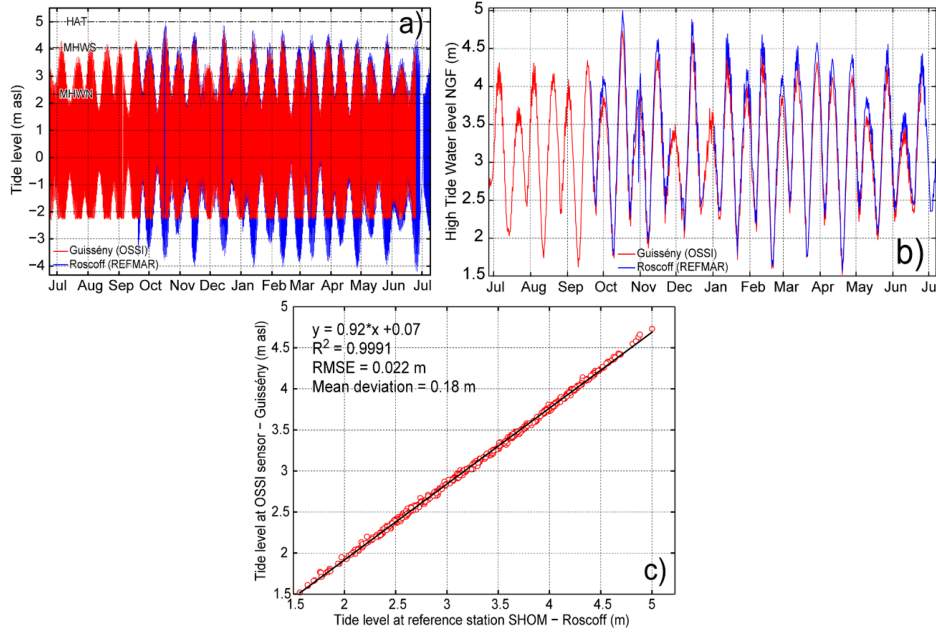 a)
HAT
MHWS
MHWN
Tide level (m asl)
5
4
3
2
1
0
−1
−2
−3
−4
Guissény (OSSI)
Roscoff (REFMAR)
Jul Aug Sep Oct Nov Dec Jan Feb Mar Apr May Jun Jul
b)
High Tide Water level NGF (m)
5
4.5
4
3.5
3
2.5
2
1.5
Guissény (OSSI)
Roscoff (REFMAR)
Jul Aug Sep Oct Nov Dec Jan Feb Mar Apr May Jun Ju
Tide level at OSSI sensor − Guissény (m asl)
5
4.5
4
3.5
3
2.5
2
1.5
y = 0.92*x +0.07
R² = 0.9991
RMSE = 0.022 m
Mean deviation = 0.18 m
c)
1.5 2 2.5 3 3.5 4 4.5 5
Tide level at reference station SHOM − Roscoff (m)